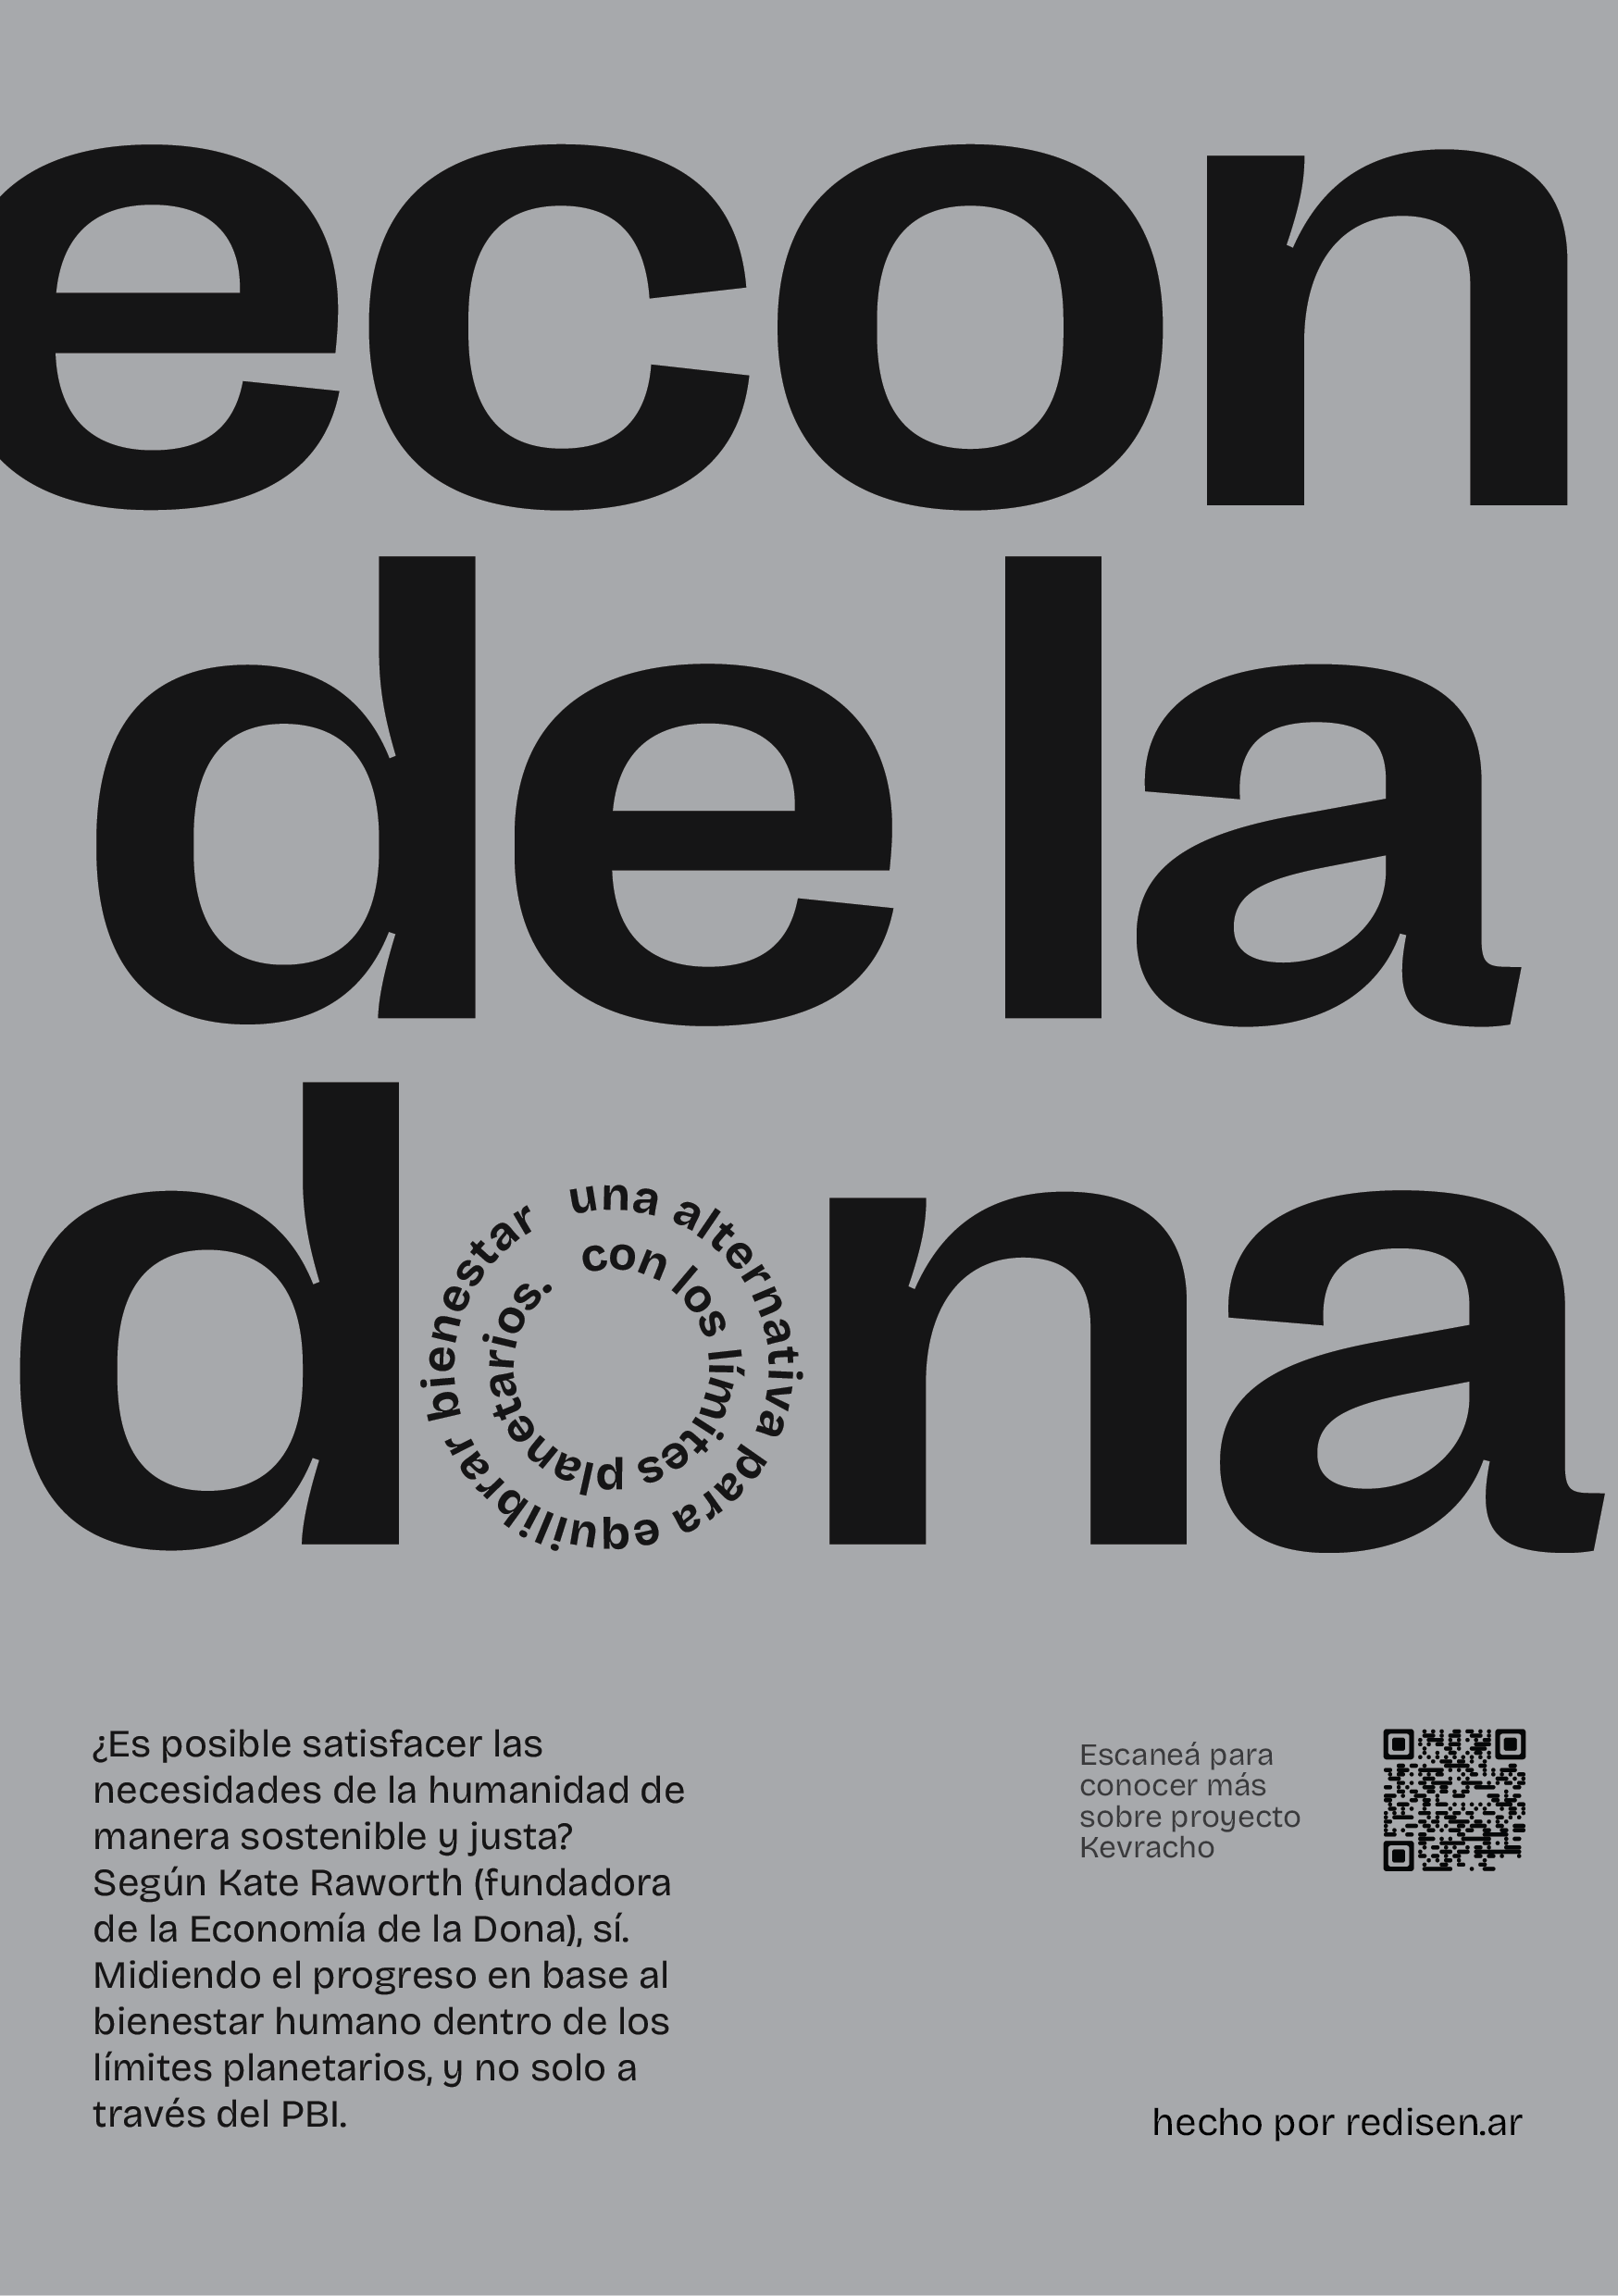 econ
de la
dna
una alternativa para equilibrar bienestar
con los límites planetarios.
¿Es posible satisfacer las
necesidades de la humanidad de
manera sostenible y justa?
Según Kate Raworth (fundadora
de la Economía de la Dona), sí.
Midiendo el progreso en base al
bienestar humano dentro de los
límites planetarios, y no solo a
través del PBI.
Escaneá para
conocer más
sobre proyecto
Kevracho
hecho por redisen.ar